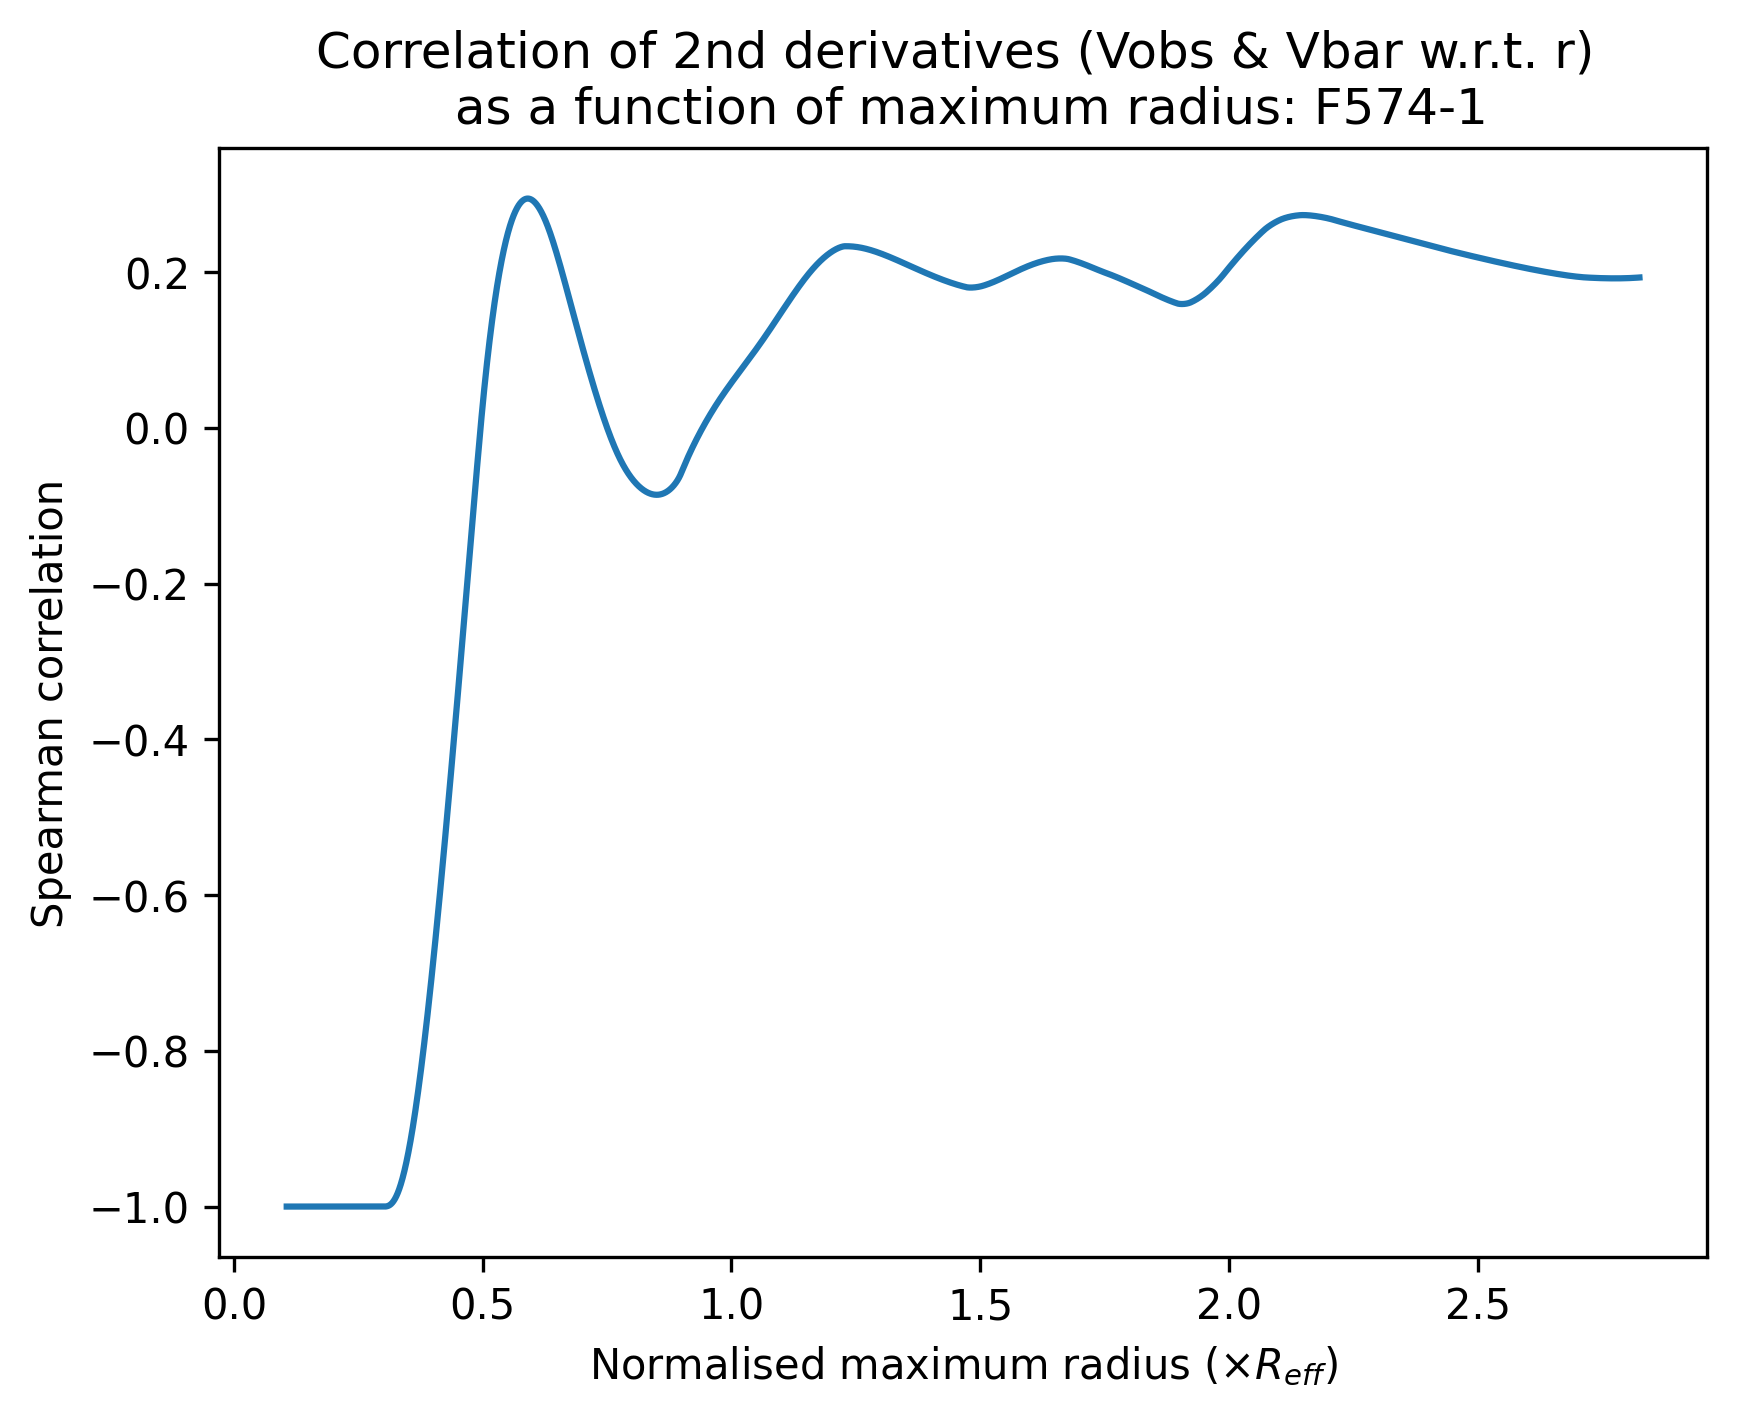 Correlation of 2nd derivatives (Vobs & Vbar w.r.t. r)
as a function of maximum radius: F574-1
Spearman correlation
0.2
0.0
−0.2
−0.4
−0.6
−0.8
−1.0
0.0 0.5 1.0 1.5 2.0 2.5
Normalised maximum radius (×R_eff)